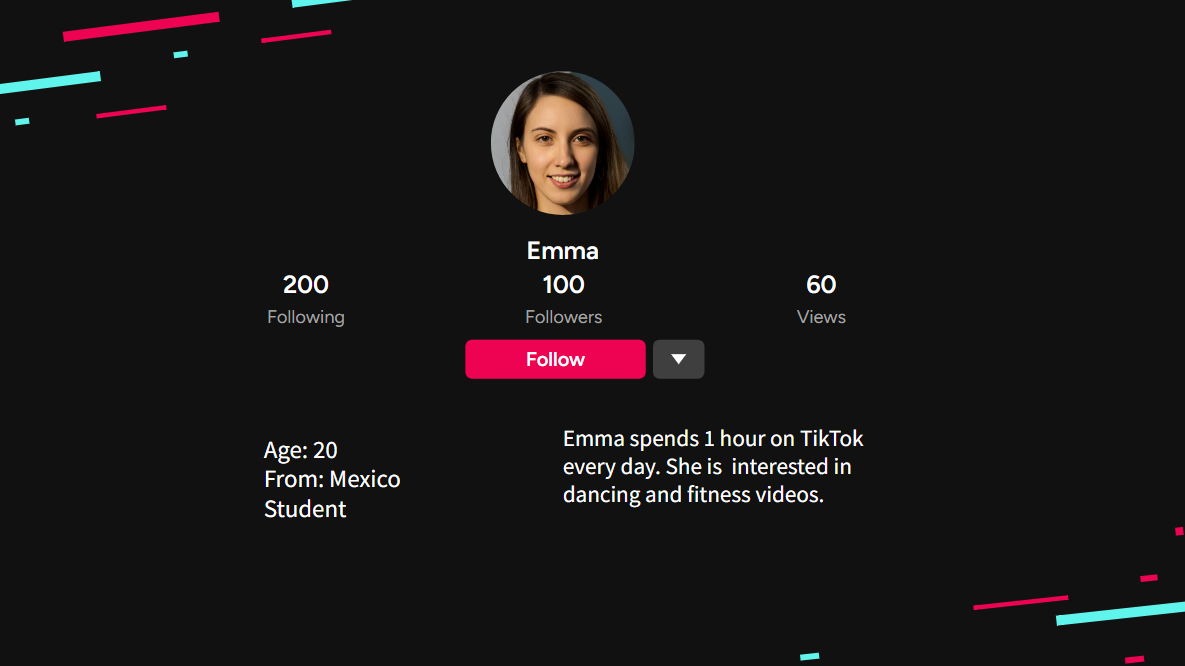 Emma
200
100
60
Following
Followers
Views
Follow
Age: 20
From: Mexico
Student
Emma spends 1 hour on TikTok
every day. She is  interested in
dancing and fitness videos.